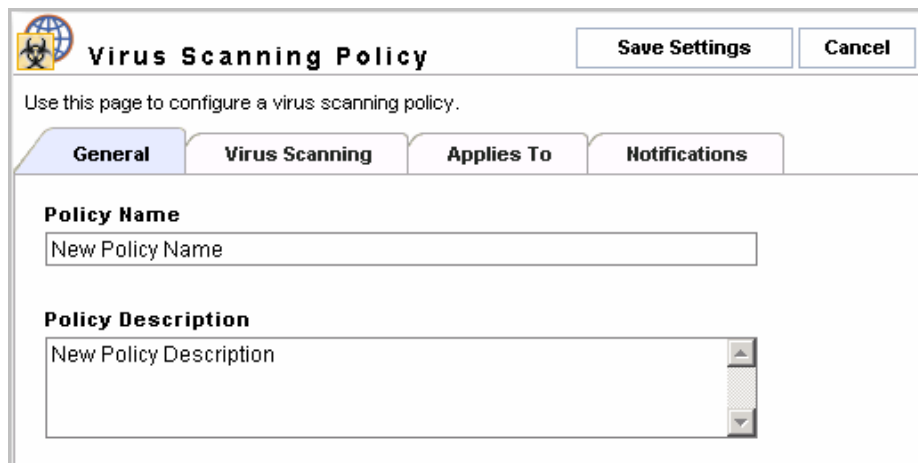 Virus Scanning Policy
Save Settings
Cancel
Use this page to configure a virus scanning policy.
General
Virus Scanning
Applies To
Notifications
Policy Name
New Policy Name
Policy Description
New Policy Description